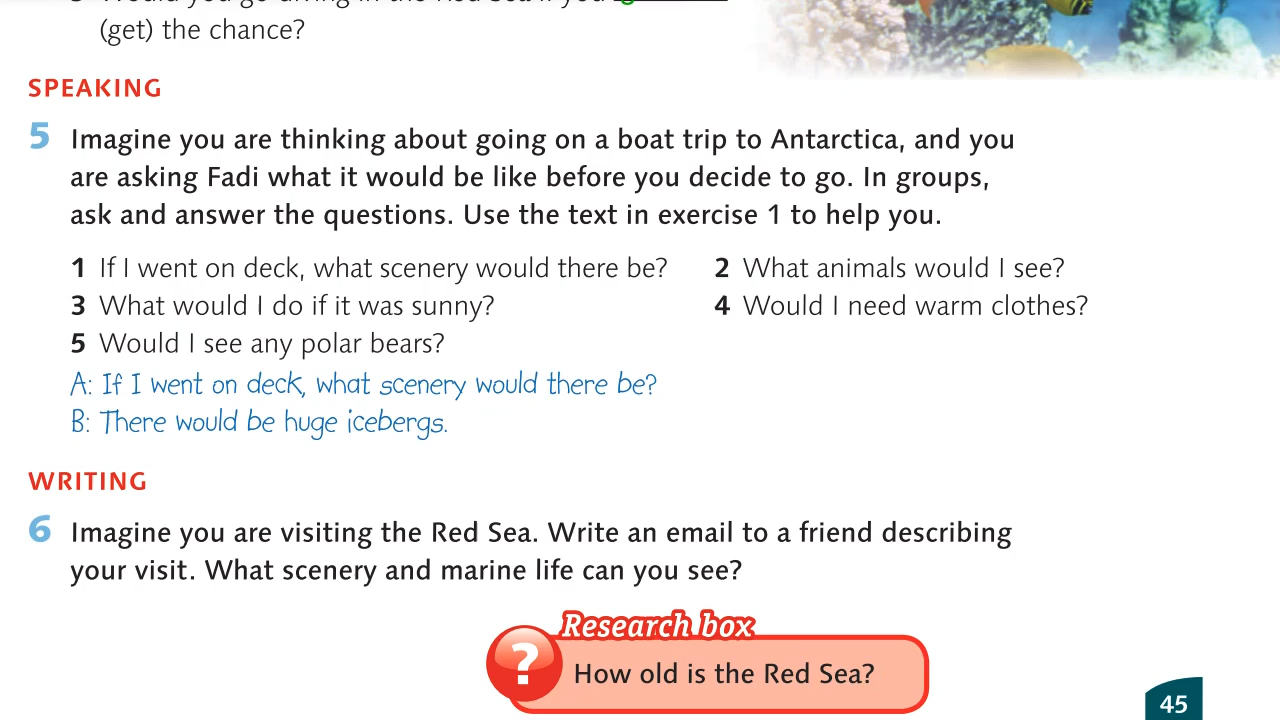 (get) the chance?
SPEAKING
5 Imagine you are thinking about going on a boat trip to Antarctica, and you
are asking Fadi what it would be like before you decide to go. In groups,
ask and answer the questions. Use the text in exercise 1 to help you.
1 If I went on deck, what scenery would there be?
2 What animals would I see?
3 What would I do if it was sunny?
4 Would I need warm clothes?
5 Would I see any polar bears?
A: If I went on deck, what scenery would there be?
B: There would be huge icebergs.
WRITING
6 Imagine you are visiting the Red Sea. Write an email to a friend describing
your visit. What scenery and marine life can you see?
Research box
? How old is the Red Sea?
45